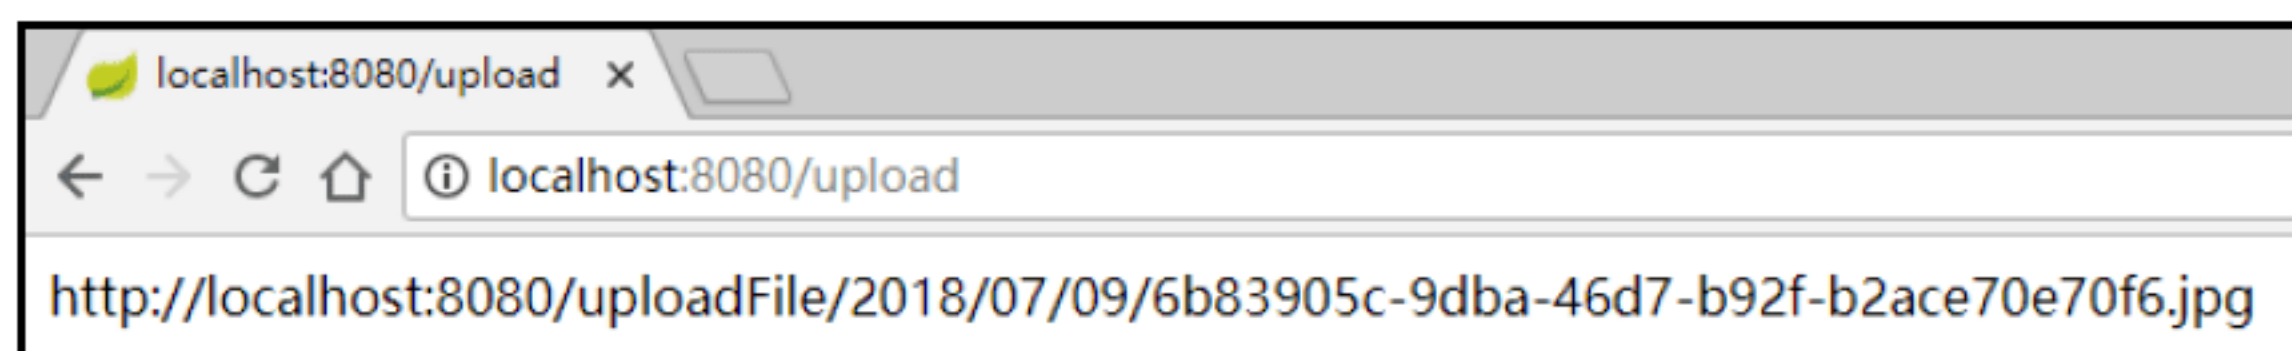 localhost:8080/upload
localhost:8080/upload
http://localhost:8080/uploadFile/2018/07/09/6b83905c-9dba-46d7-b92f-b2ace70e70f6.jpg